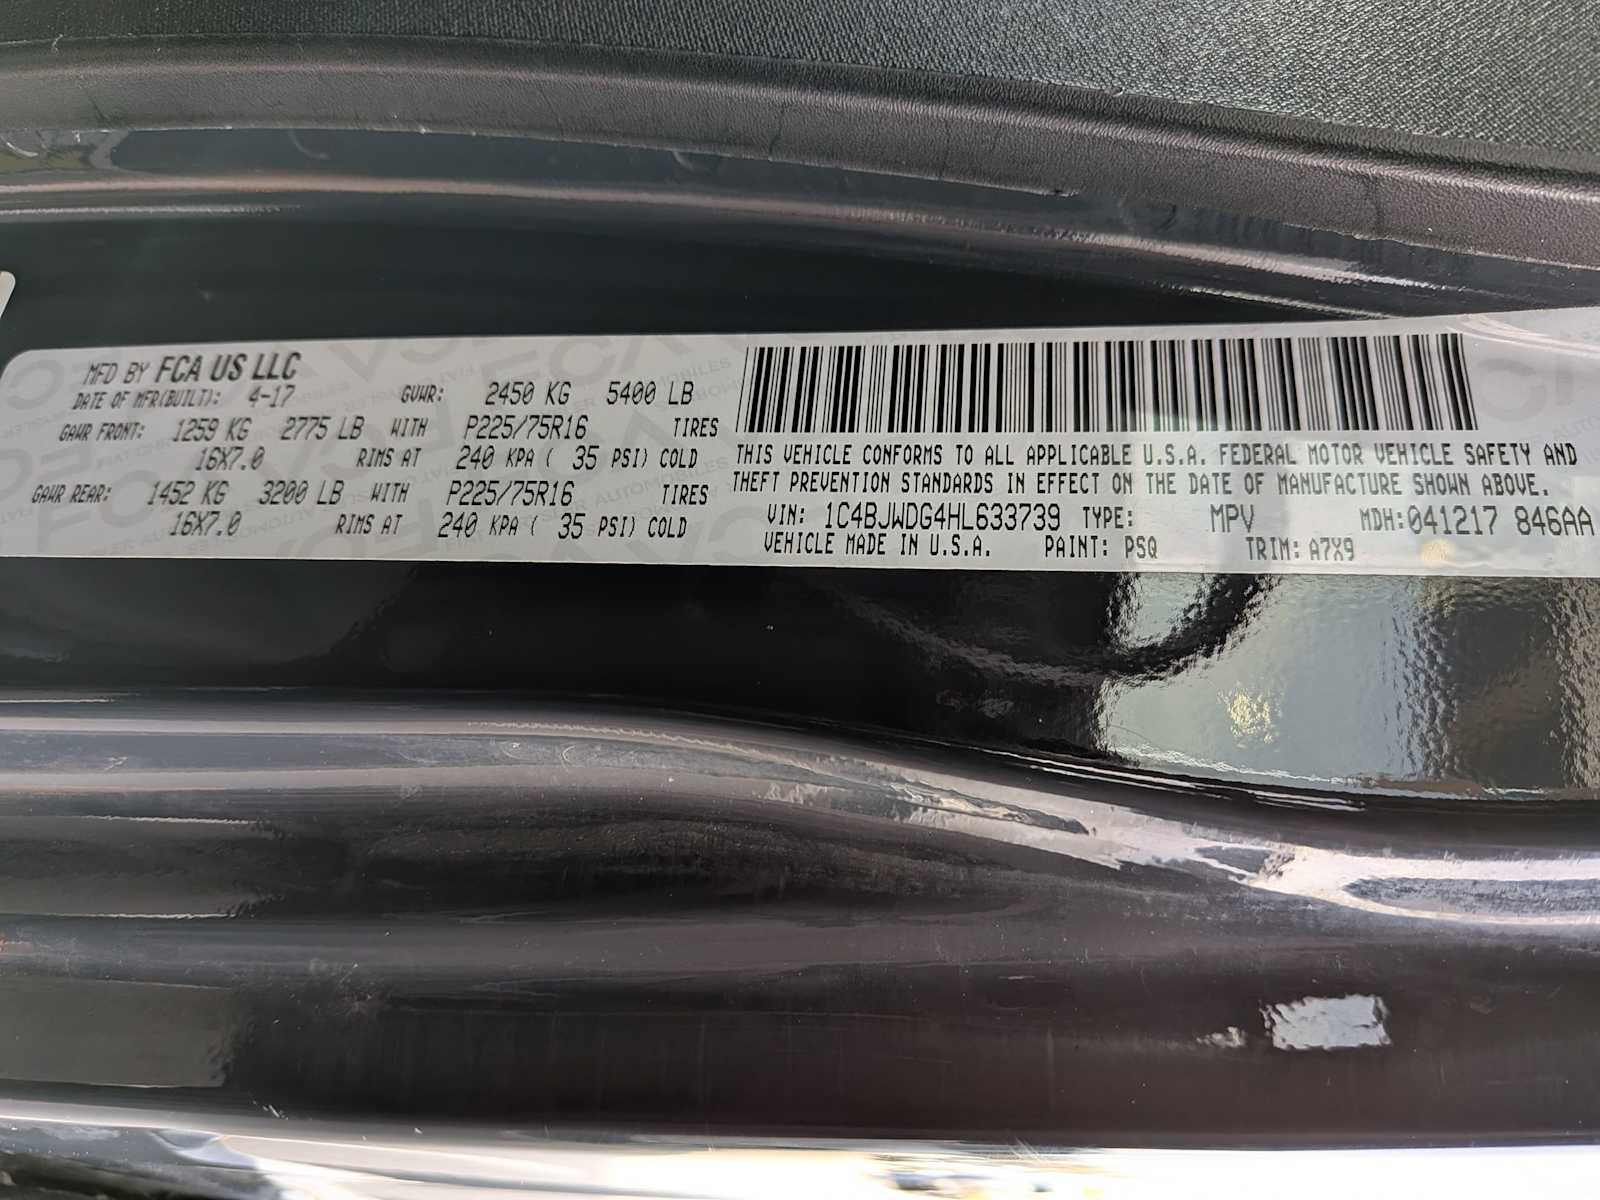 MFD BY FCA US LLC
DATE OF MFR(BUILT): 4-17 GVWR: 2450 KG 5400 LB
GAWR FRONT: 1259 KG 2775 LB WITH P225/75R16 TIRES
16X7.0 RIMS AT 240 KPA ( 35 PSI) COLD
GAWR REAR: 1452 KG 3200 LB WITH P225/75R16 TIRES
16X7.0 RIMS AT 240 KPA ( 35 PSI) COLD
THIS VEHICLE CONFORMS TO ALL APPLICABLE U.S.A. FEDERAL MOTOR VEHICLE SAFETY AND
THEFT PREVENTION STANDARDS IN EFFECT ON THE DATE OF MANUFACTURE SHOWN ABOVE.
VIN: 1C4BJWDG4HL633739 TYPE: MPV MDH:041217 846AA
VEHICLE MADE IN U.S.A. PAINT: PSQ TRIM: A7X9